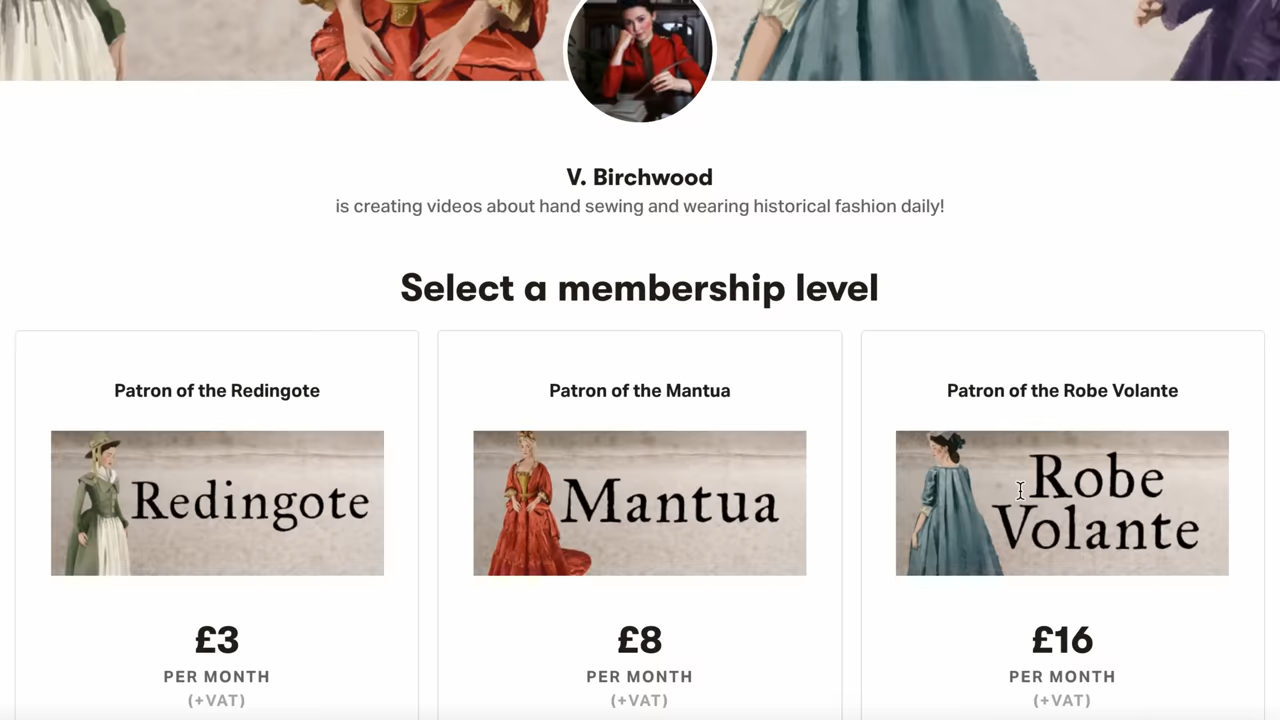 V. Birchwood
is creating videos about hand sewing and wearing historical fashion daily!
Select a membership level
Patron of the Redingote
Redingote
£3
PER MONTH
(+VAT)
Patron of the Mantua
Mantua
£8
PER MONTH
(+VAT)
Patron of the Robe Volante
Robe
Volante
£16
PER MONTH
(+VAT)